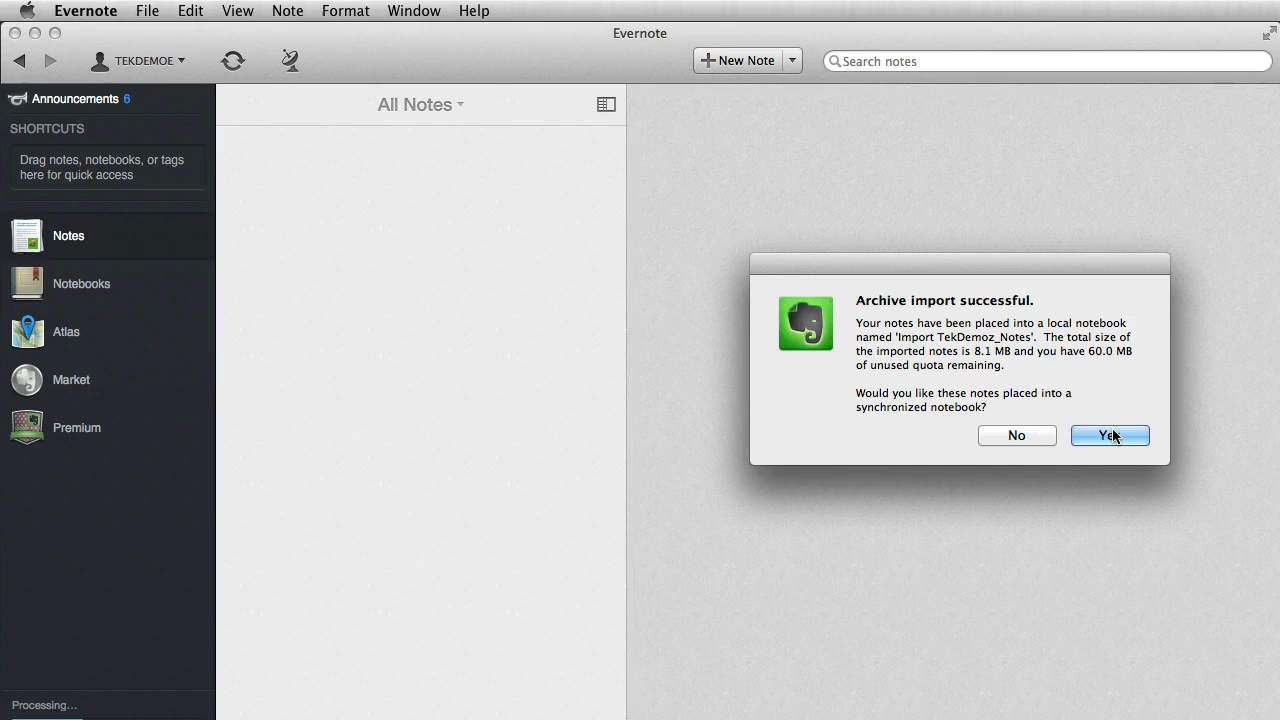 Evernote File Edit View Note Format Window Help
Evernote
TEKDEMOE New Note Search notes
Announcements 6
SHORTCUTS
Drag notes, notebooks, or tags
here for quick access
Notes
Notebooks
Atlas
Market
Premium
Processing...
All Notes
Archive import successful.
Your notes have been placed into a local notebook
named 'Import TekDemoz_Notes'. The total size of
the imported notes is 8.1 MB and you have 60.0 MB
of unused quota remaining.
Would you like these notes placed into a
synchronized notebook?
No Yes